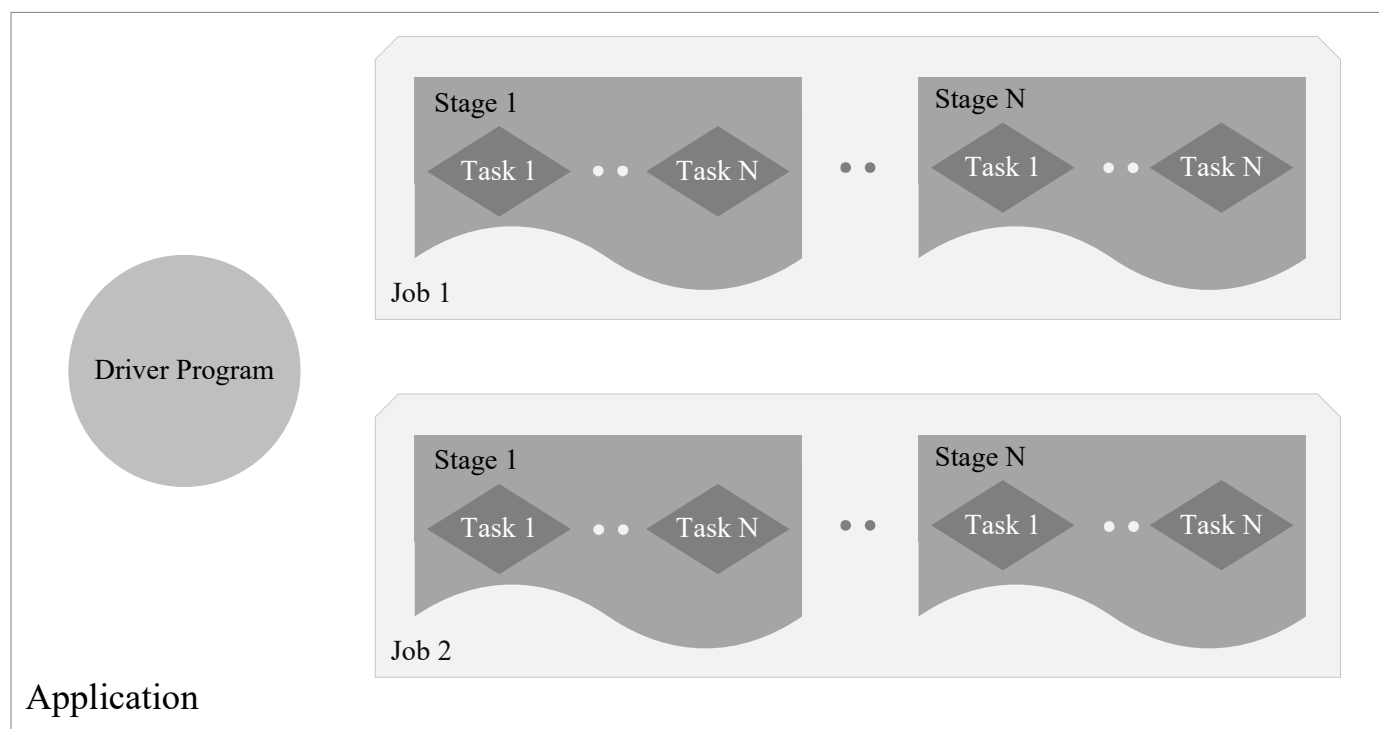 Stage 1
Stage N
Task 1
Task N
Task 1
Task N
Job 1
Driver Program
Stage 1
Stage N
Task 1
Task N
Task 1
Task N
Job 2
Application